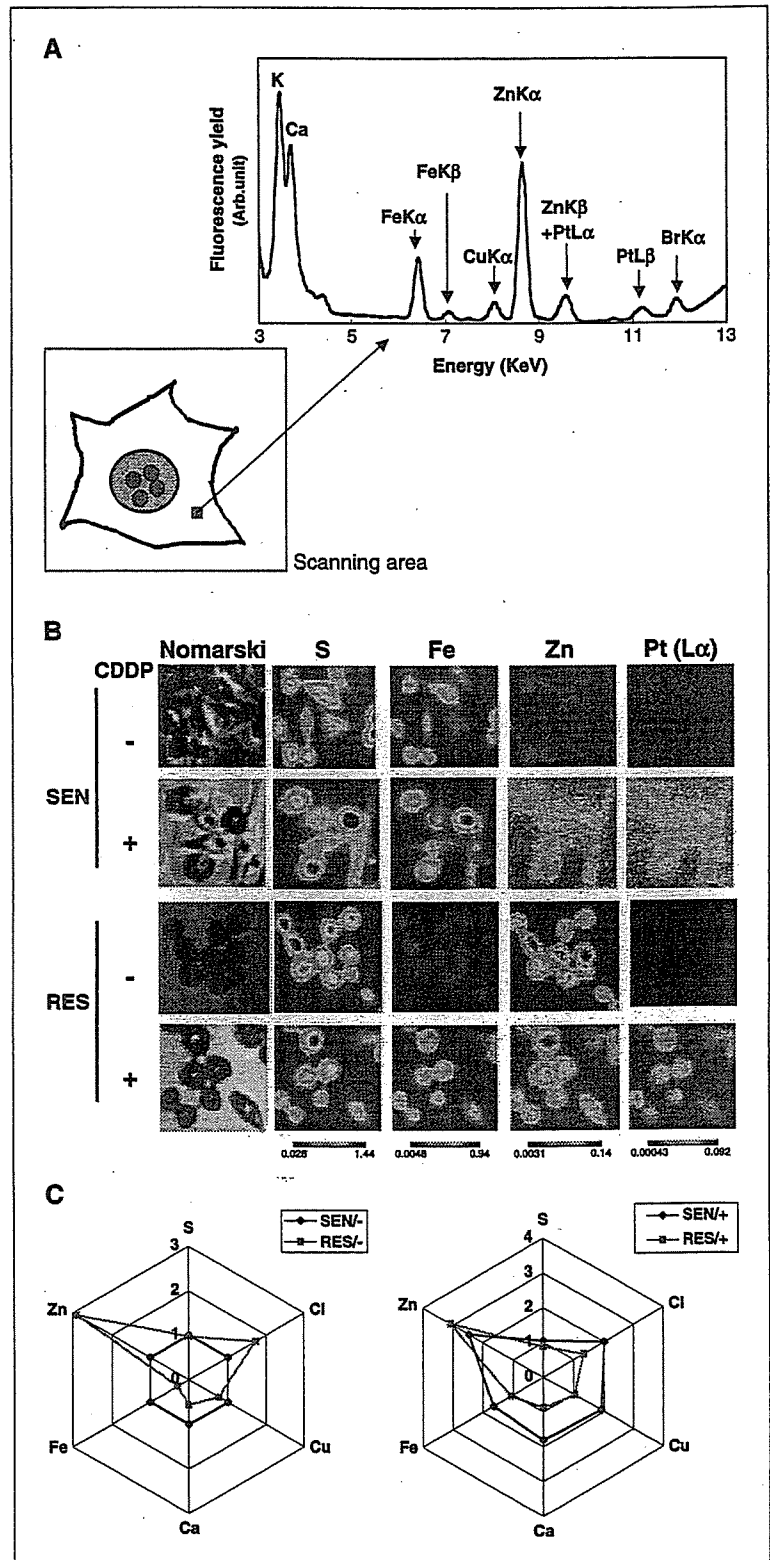 A
K
Ca
ZnKα
FeKβ
FeKα
CuKα
ZnKβ
+PtLα
PtLβ
BrKα
Fluorescence yield
(Arb.unit)
3 5 7 9 11 13
Energy (KeV)
Scanning area
B
Nomarski S Fe Zn Pt (Lα)
CDDP
-
SEN
+
-
RES
+
0.026 1.44 0.0048 0.94 0.0031 0.14 0.00043 0.092
C
SEN/-
RES/-
S
3
2
1
0
Zn
Cl
Fe
Cu
Ca
SEN/+
RES/+
S
4
3
2
1
0
Zn
Cl
Fe
Cu
Ca